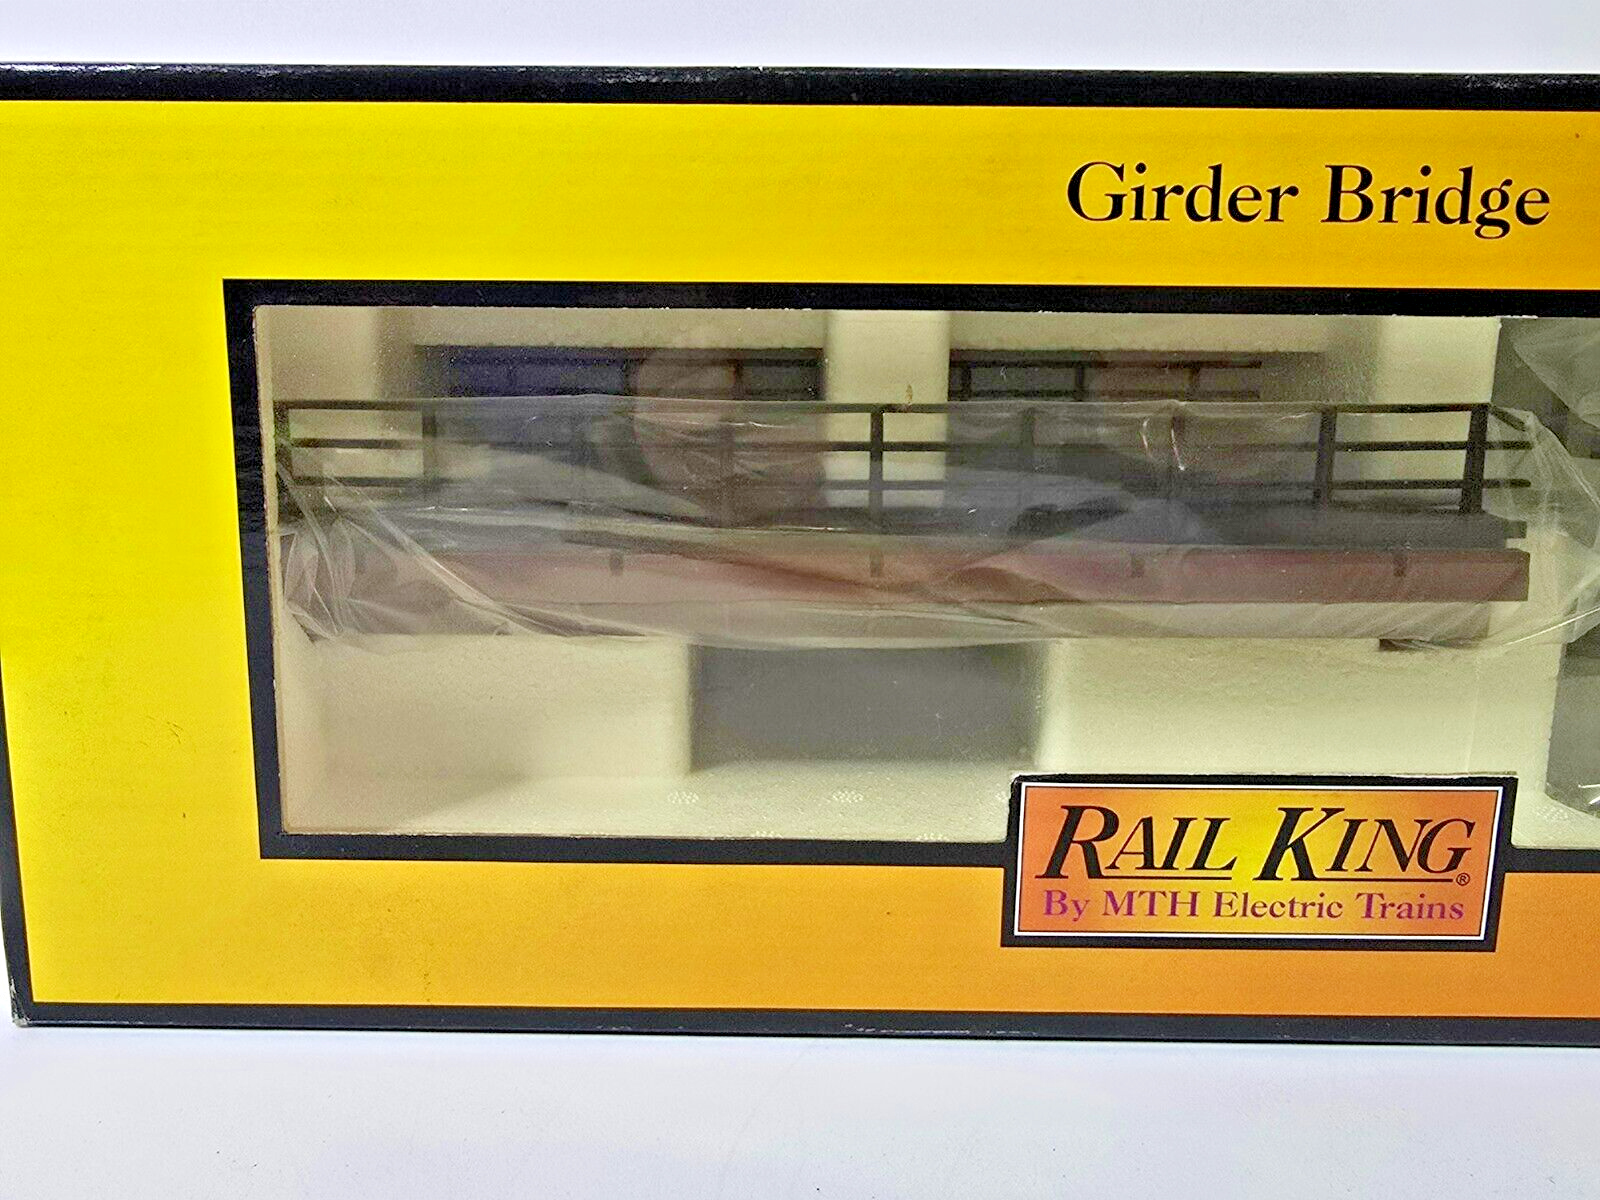 Girder Bridge
RAIL KING®
By MTH Electric Trains